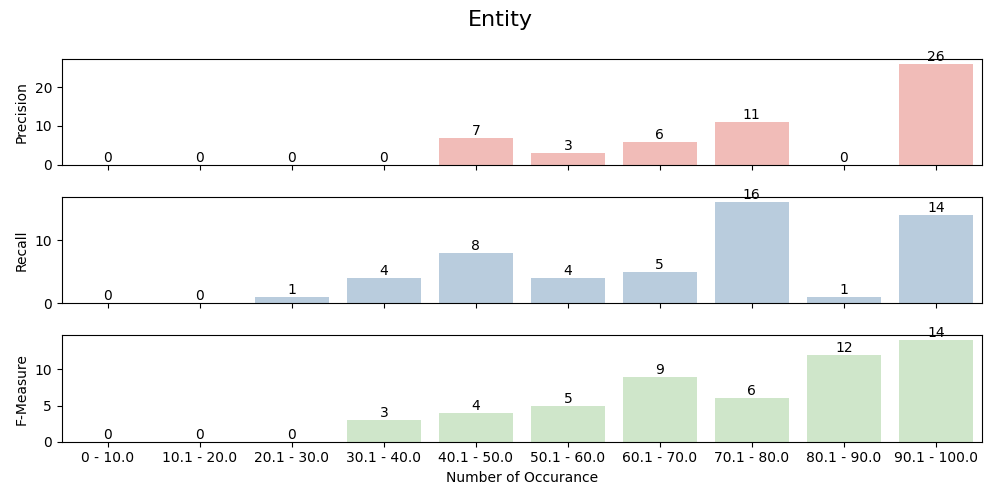 Entity
Precision
20
10
0
0 0 0 0 7 3 6 11 0 26
Recall
10
0
0 0 1 4 8 4 5 16 1 14
F-Measure
10
5
0
0 0 0 3 4 5 9 6 12 14
0 - 10.0 10.1 - 20.0 20.1 - 30.0 30.1 - 40.0 40.1 - 50.0 50.1 - 60.0 60.1 - 70.0 70.1 - 80.0 80.1 - 90.0 90.1 - 100.0
Number of Occurance